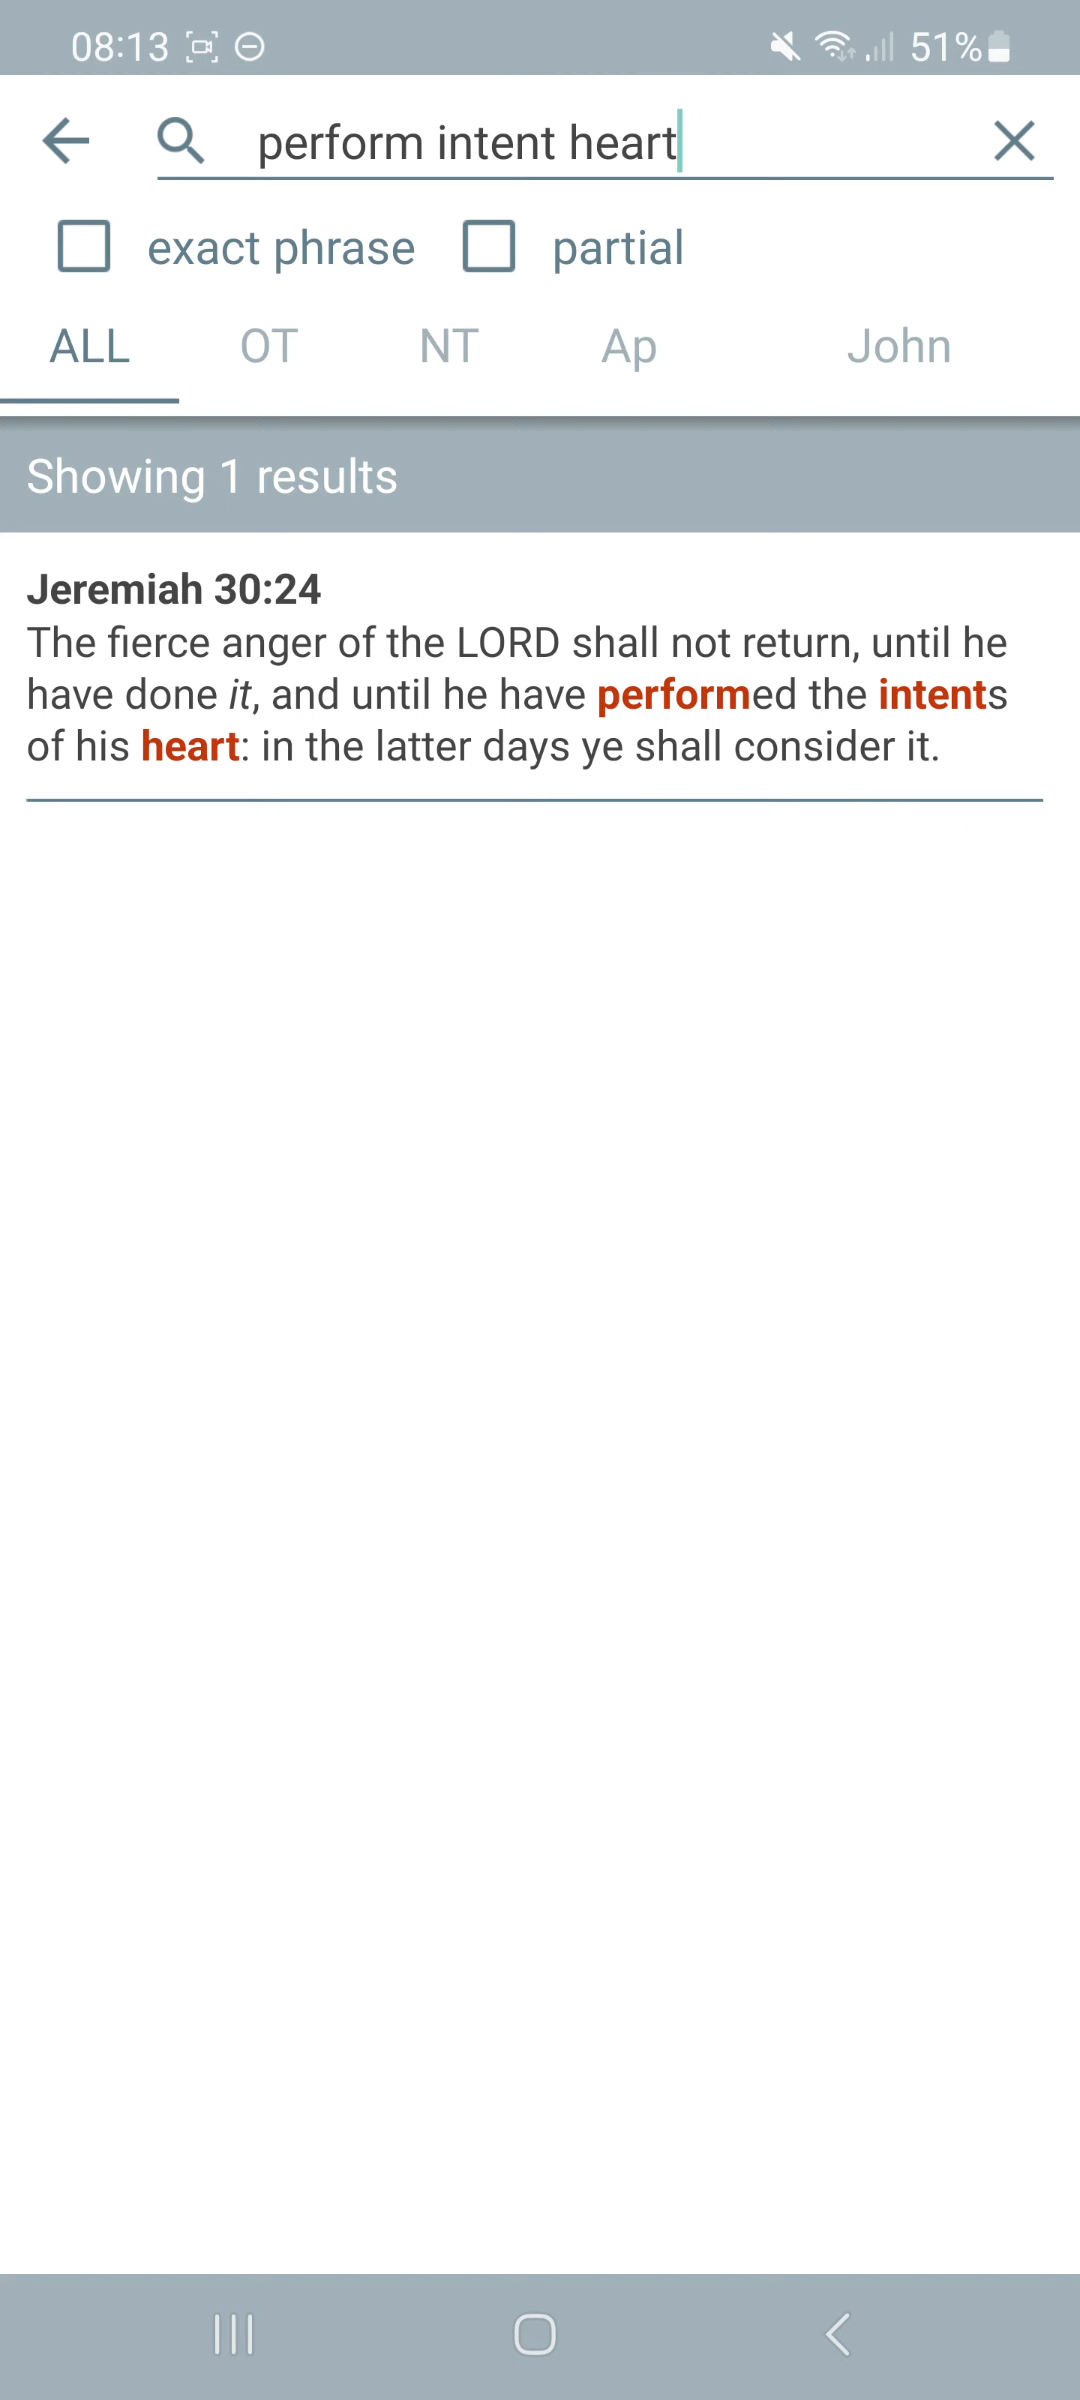 08:13
51%
perform intent heart
exact phrase partial
ALL OT NT Ap John
Showing 1 results
Jeremiah 30:24
The fierce anger of the LORD shall not return, until he
have done it, and until he have performed the intents
of his heart: in the latter days ye shall consider it.